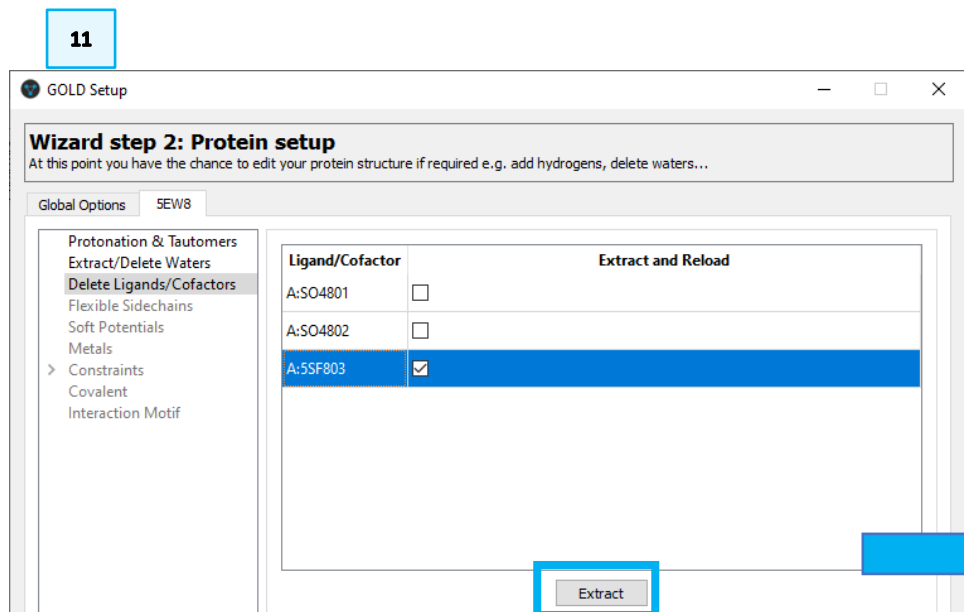 11
GOLD Setup
Wizard step 2: Protein setup
At this point you have the chance to edit your protein structure if required e.g. add hydrogens, delete waters...
Global Options 5EW8
Protonation & Tautomers
Extract/Delete Waters
Delete Ligands/Cofactors
Flexible Sidechains
Soft Potentials
Metals
Constraints
Covalent
Interaction Motif
Ligand/Cofactor Extract and Reload
A:SO4801
A:SO4802
A:5SF803
Extract